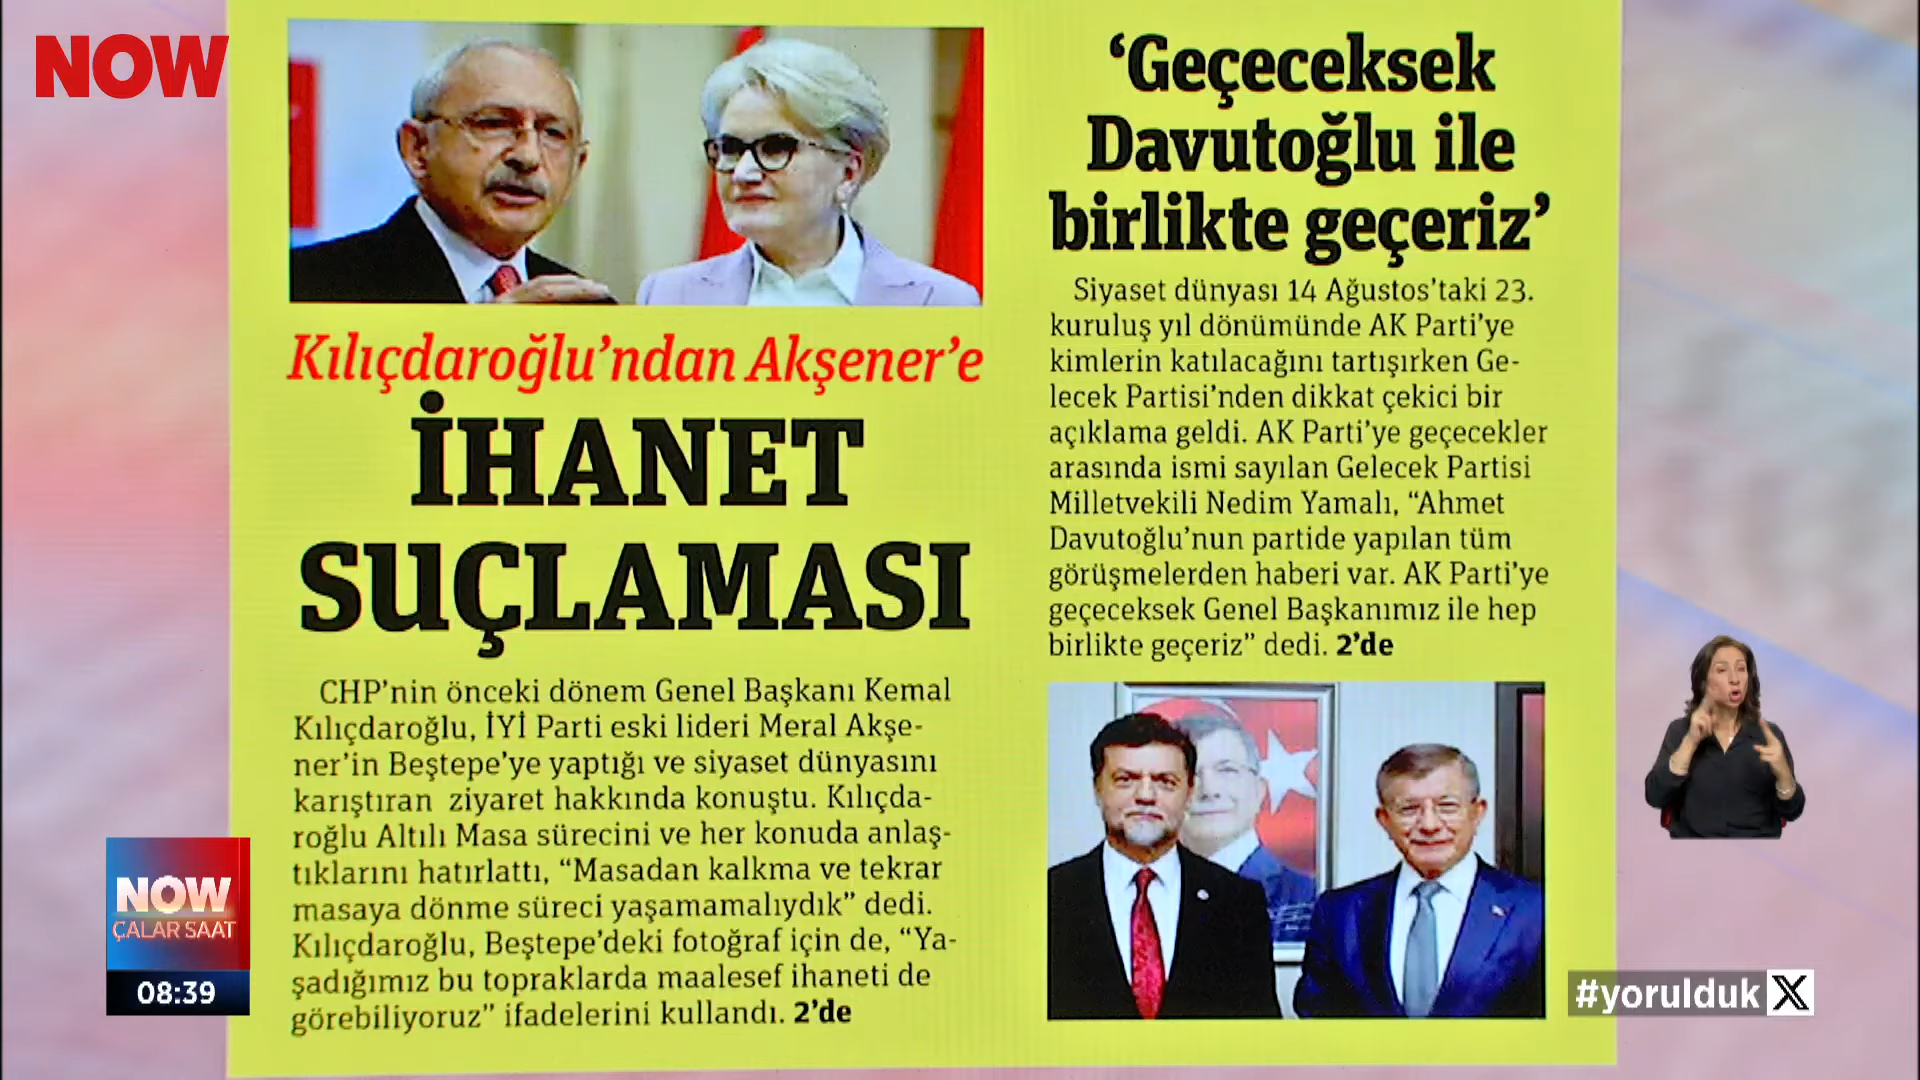 NOW
Kılıçdaroğlu’ndan Akşener’e
İHANET
SUÇLAMASI
CHP’nin önceki dönem Genel Başkanı Kemal
Kılıçdaroğlu, İYİ Parti eski lideri Meral Akşe-
ner’in Beştepe’ye yaptığı ve siyaset dünyasını
karıştıran ziyaret hakkında konuştu. Kılıçda-
roğlu Altılı Masa sürecini ve her konuda anlaş-
tıklarını hatırlattı, “Masadan kalkma ve tekrar
masaya dönme süreci yaşamamalıydık” dedi.
Kılıçdaroğlu, Beştepe’deki fotoğraf için de, “Ya-
şadığımız bu topraklarda maalesef ihaneti de
görebiliyoruz” ifadelerini kullandı. 2’de
‘Geçeceksek
Davutoğlu ile
birlikte geçeriz’
Siyaset dünyası 14 Ağustos’taki 23.
kuruluş yıl dönümünde AK Parti’ye
kimlerin katılacağını tartışırken Ge-
lecek Partisi’nden dikkat çekici bir
açıklama geldi. AK Parti’ye geçecekler
arasında ismi sayılan Gelecek Partisi
Milletvekili Nedim Yamalı, “Ahmet
Davutoğlu’nun partide yapılan tüm
görüşmelerden haberi var. AK Parti’ye
geçeceksek Genel Başkanımız ile hep
birlikte geçeriz” dedi. 2’de
NOW
ÇALAR SAAT
08:39
#yorulduk X